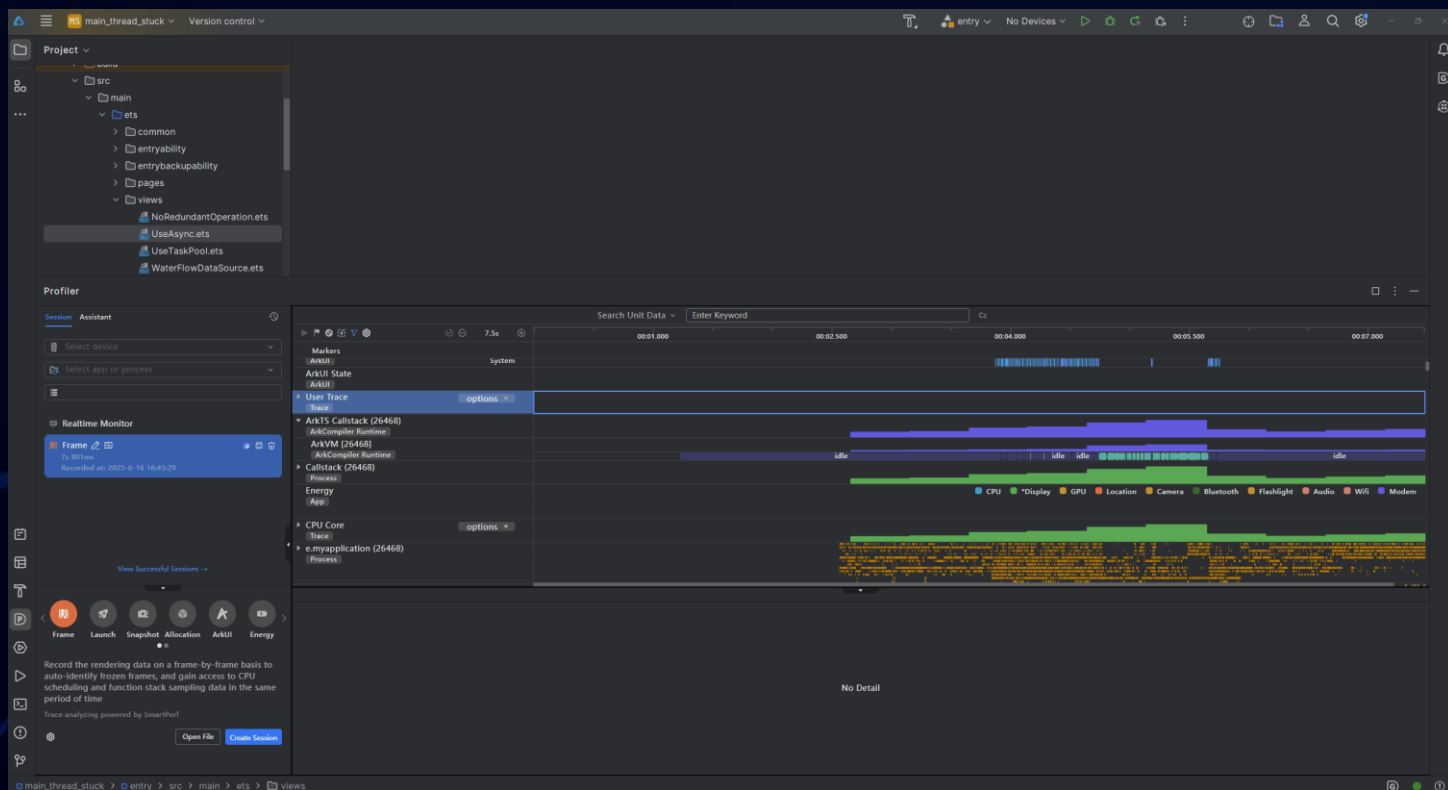 MS main_thread_stuck Version control entry No Devices
Project
build
src
main
ets
common
entryability
entrybackupability
pages
views
NoRedundantOperation.ets
UseAsync.ets
UseTaskPool.ets
WaterFlowDataSource.ets
Profiler
Session Assistant
Select device
Select app or process
Realtime Monitor
Frame
7s 801ms
Recorded at: 2025-6-16 16:45:29
View Successful Sessions ->
Frame Launch Snapshot Allocation ArkUI Energy
Record the rendering data on a frame-by-frame basis to
auto-identify frozen frames, and gain access to CPU
scheduling and function stack sampling data in the same
period of time
Trace analyzing powered by SmartPerf
Open File Create Session
Search Unit Data Enter Keyword Cc
7.5s 00:01.000 00:02.500 00:04.000 00:05.500 00:07.000
Markers
ArkUI System
ArkUI State
ArkUI
User Trace options
Trace
ArkTS Callstack (26468)
ArkCompiler Runtime
ArkVM [26468]
ArkCompiler Runtime idle idle idle idle
Callstack (26468)
Process
Energy CPU *Display GPU Location Camera Bluetooth Flashlight Audio Wifi Modem
App
CPU Core options
Trace
e.myapplication (26468)
Process
No Detail
main_thread_stuck > entry > src > main > ets > views